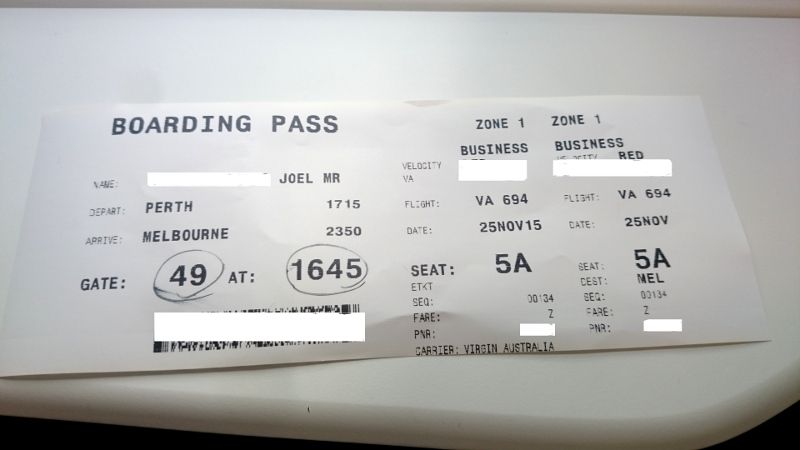 BOARDING PASS
NAME: JOEL MR
DEPART: PERTH 1715
ARRIVE: MELBOURNE 2350
GATE: 49 AT: 1645
ZONE 1
BUSINESS
VELOCITY
VA
FLIGHT: VA 694
DATE: 25NOV15
SEAT: 5A
ETKT
SEQ: 00134
FARE: Z
PNR:
CARRIER: VIRGIN AUSTRALIA
ZONE 1
BUSINESS
RED
FLIGHT: VA 694
DATE: 25NOV
SEAT: 5A
DEST: MEL
SEQ: 00134
FARE: Z
PNR: